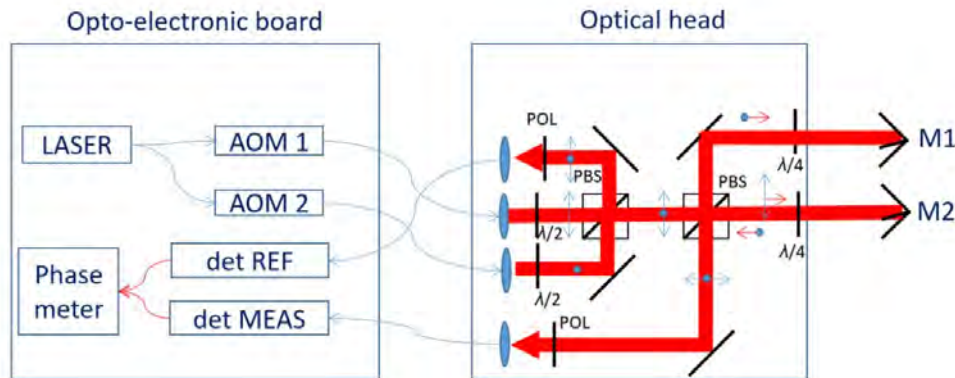 Opto-electronic board
Optical head
LASER
AOM 1
AOM 2
det REF
det MEAS
Phase
meter
POL
PBS
λ/2
λ/2
POL
PBS
λ/4
λ/4
M1
M2